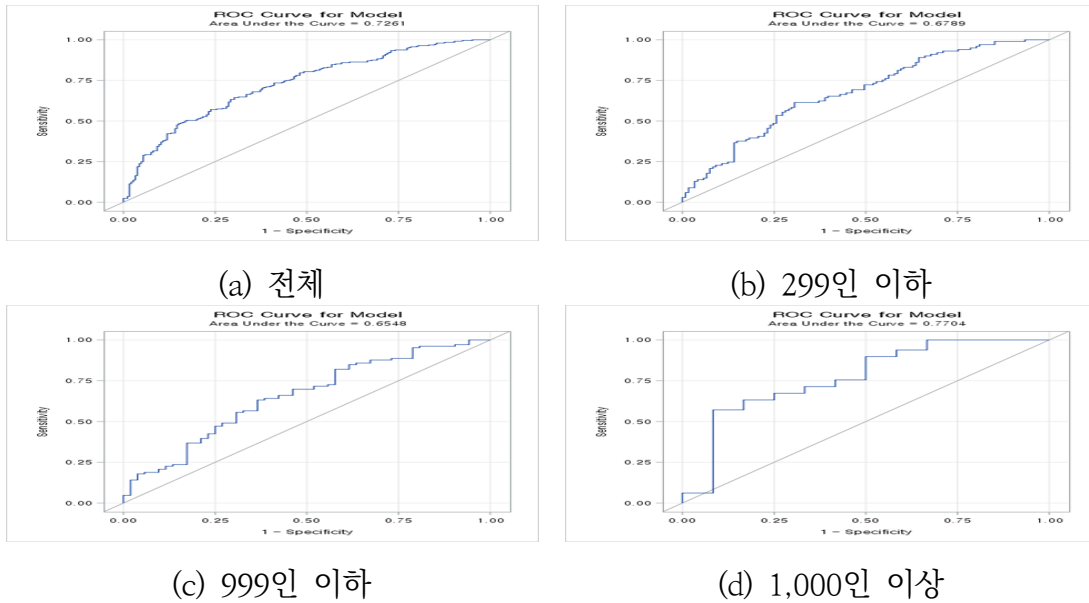 ROC Curve for Model
Area Under the Curve = 0.7261
1.00
0.75
0.50
0.25
0.00
Sensitivity
0.00 0.25 0.50 0.75 1.00
1 – Specificity
(a) 전체
ROC Curve for Model
Area Under the Curve = 0.6789
1.00
0.75
0.50
0.25
0.00
Sensitivity
0.00 0.25 0.50 0.75 1.00
1 – Specificity
(b) 299인 이하
ROC Curve for Model
Area Under the Curve = 0.6548
1.00
0.75
0.50
0.25
0.00
Sensitivity
0.00 0.25 0.50 0.75 1.00
1 – Specificity
(c) 999인 이하
ROC Curve for Model
Area Under the Curve = 0.7704
1.00
0.75
0.50
0.25
0.00
Sensitivity
0.00 0.25 0.50 0.75 1.00
1 – Specificity
(d) 1,000인 이상